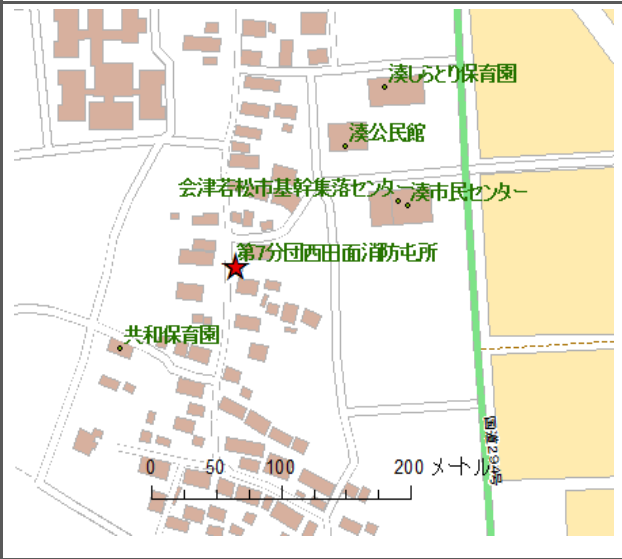 湊しらとり保育園
湊公民館
会津若松市基幹集落センター
湊市民センター
第7分団西田面消防屯所
共和保育園
国道294号
0 50 100 200 メートル